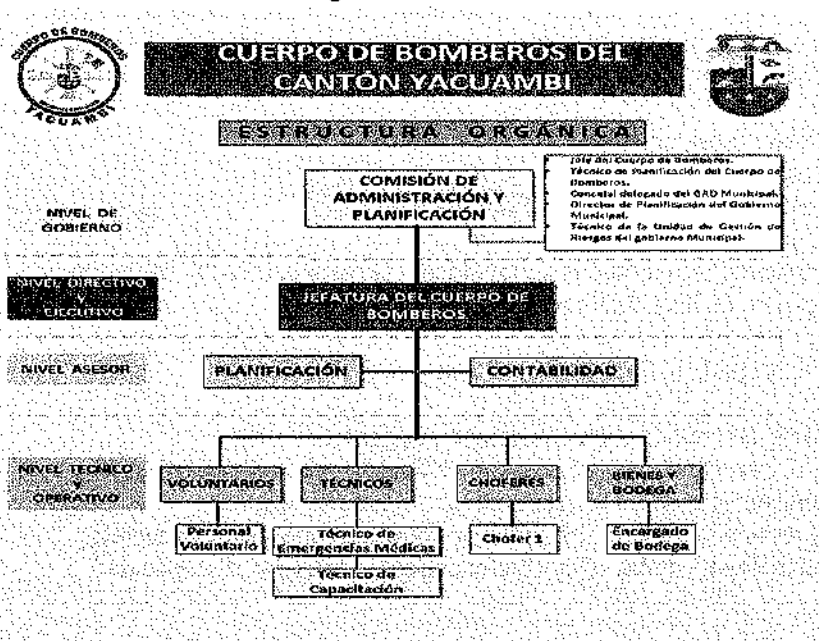 CUERPO DE BOMBEROS
YACUAMBI
CUERPO DE BOMBEROS DEL
CANTON YACUAMBI
ESTRUCTURA ORGÁNICA
NIVEL DE
GOBIERNO
COMISIÓN DE
ADMINISTRACIÓN Y
PLANIFICACIÓN
Jefe del Cuerpo de Bomberos.
Técnico de Planificación del Cuerpo de
Bomberos.
Concejal delegado del GAD Municipal.
Director de Planificación del Gobierno
Municipal.
Técnico de la Unidad de Gestión de
Riesgos del gobierno Municipal.
NIVEL DIRECTIVO
Y
EJECUTIVO
JEFATURA DEL CUERPO DE
BOMBEROS
NIVEL ASESOR
PLANIFICACIÓN
CONTABILIDAD
NIVEL TECNICO
Y
OPERATIVO
VOLUNTARIOS
TECNICOS
CHOFERES
BIENES Y
BODEGA
Personal
Voluntario
Técnico de
Emergencias Médicas
Chofer 1
Encargado
de Bodega
Técnico de
Capacitación